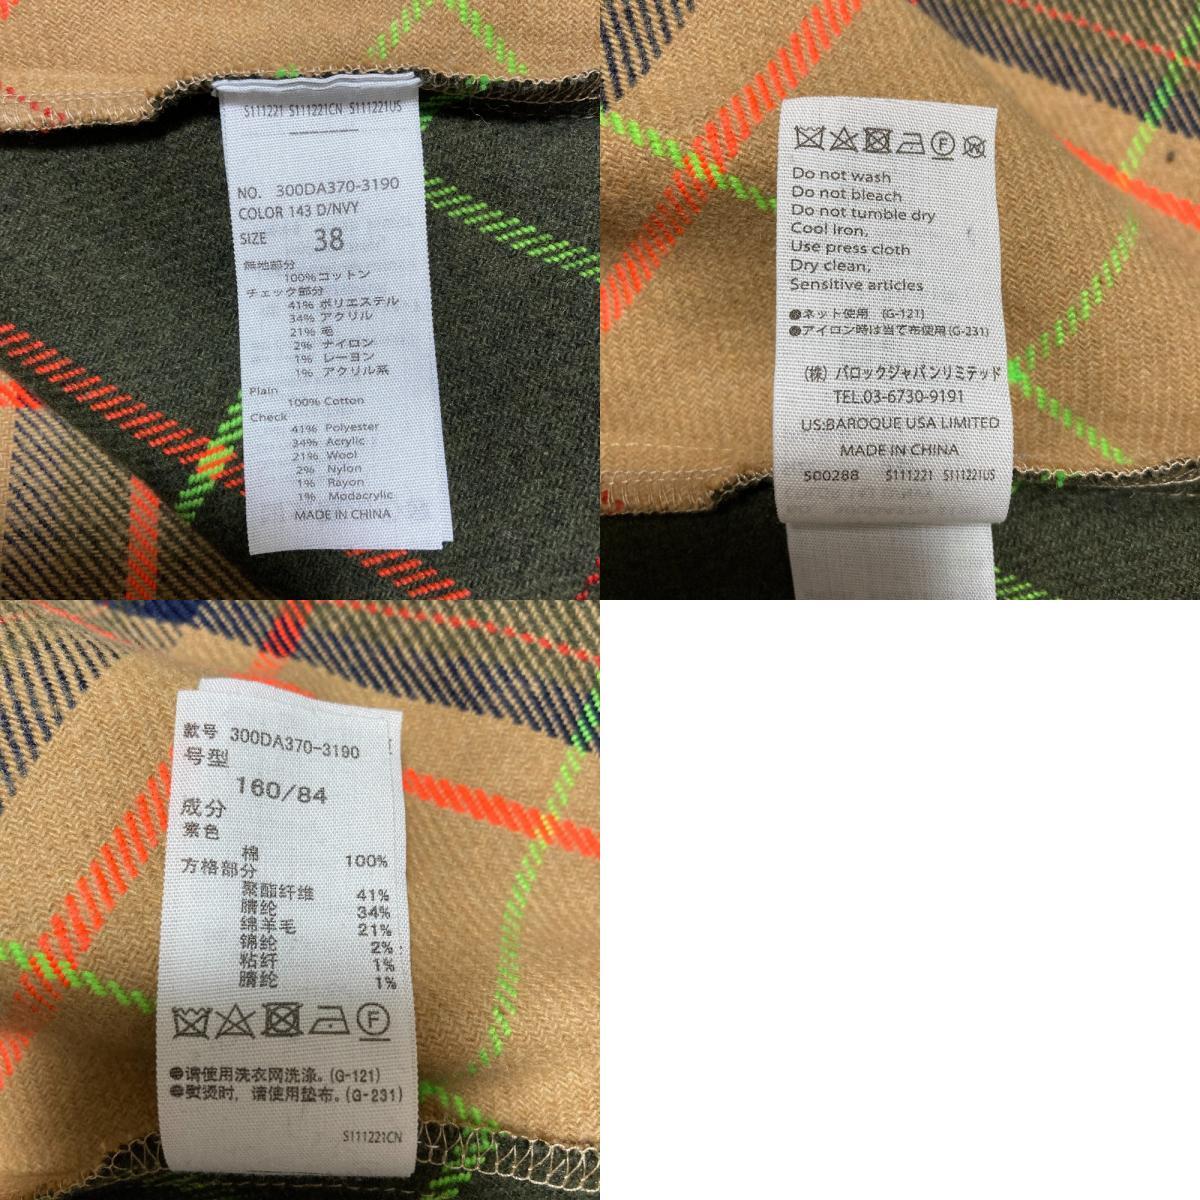 S111221 S111221CN S111221US
NO. 300DA370-3190
COLOR 143 D/NVY
SIZE 38
無地部分
100%コットン
チェック部分
41% ポリエステル
34% アクリル
21% 毛
2% ナイロン
1% レーヨン
1% アクリル系
Plain
100% Cotton
Check
41% Polyester
34% Acrylic
21% Wool
2% Nylon
1% Rayon
1% Modacrylic
MADE IN CHINA
F W
Do not wash
Do not bleach
Do not tumble dry
Cool iron.
Use press cloth
Dry clean,
Sensitive articles
●ネット使用 (G-121)
●アイロン時は当て布使用(G-231)
(株) バロックジャパンリミテッド
TEL.03-6730-9191
US:BAROQUE USA LIMITED
MADE IN CHINA
500288 S111221 S111221US
款号 300DA370-3190
号型
160/84
成分
素色
棉 100%
方格部分
聚酯纤维 41%
腈纶 34%
绵羊毛 21%
锦纶 2%
粘纤 1%
腈纶 1%
F
●请使用洗衣网洗涤。(G-121)
●熨烫时，请使用垫布。(G-231)
S111221CN